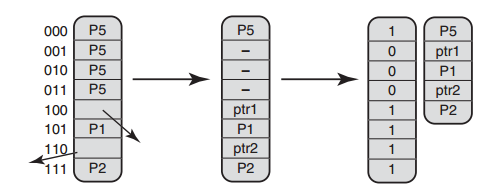 000 P5
001 P5
010 P5
011 P5
100
101 P1
110
111 P2
P5
–
–
–
ptr1
P1
ptr2
P2
1 P5
0 ptr1
0 P1
0 ptr2
1 P2
1
1
1